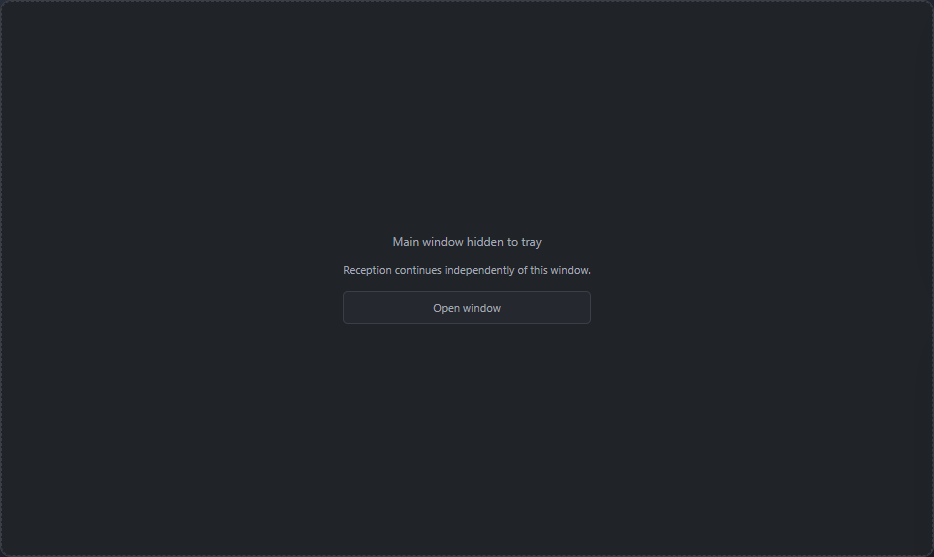 Main window hidden to tray
Reception continues independently of this window.
Open window